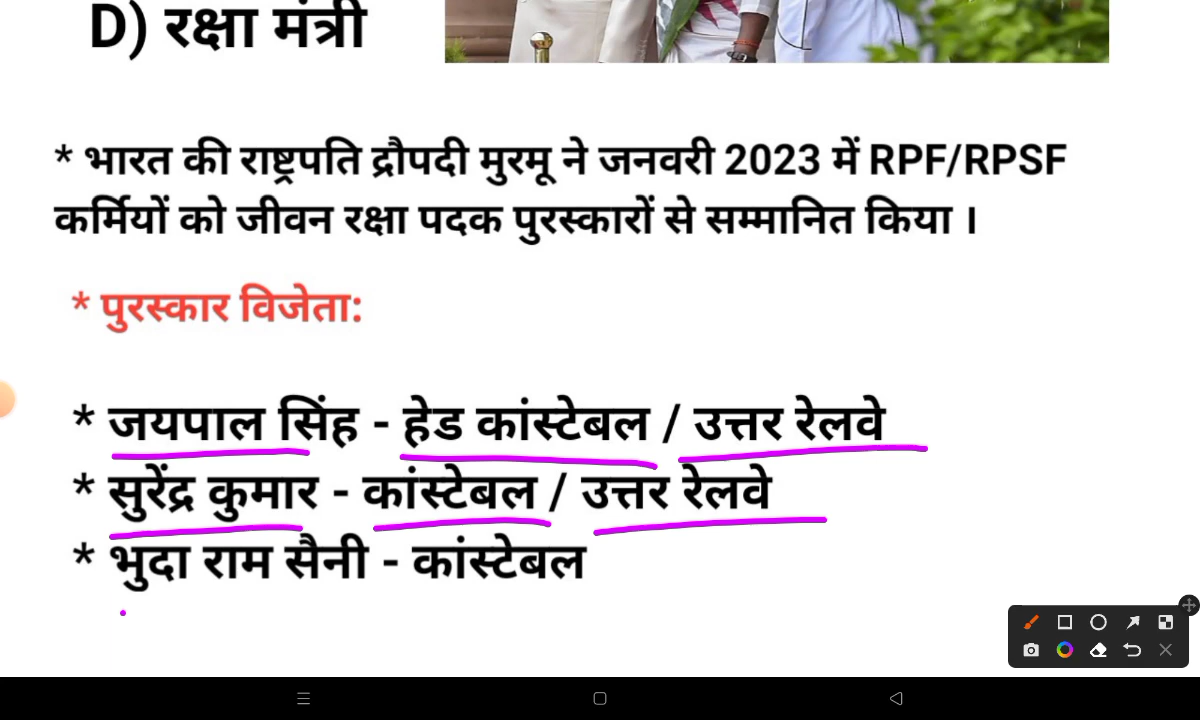 D) रक्षा मंत्री
* भारत की राष्ट्रपति द्रौपदी मुरमू ने जनवरी 2023 में RPF/RPSF
कर्मियों को जीवन रक्षा पदक पुरस्कारों से सम्मानित किया ।
* पुरस्कार विजेता:
* जयपाल सिंह - हेड कांस्टेबल / उत्तर रेलवे
* सुरेंद्र कुमार - कांस्टेबल / उत्तर रेलवे
* भुदा राम सैनी - कांस्टेबल